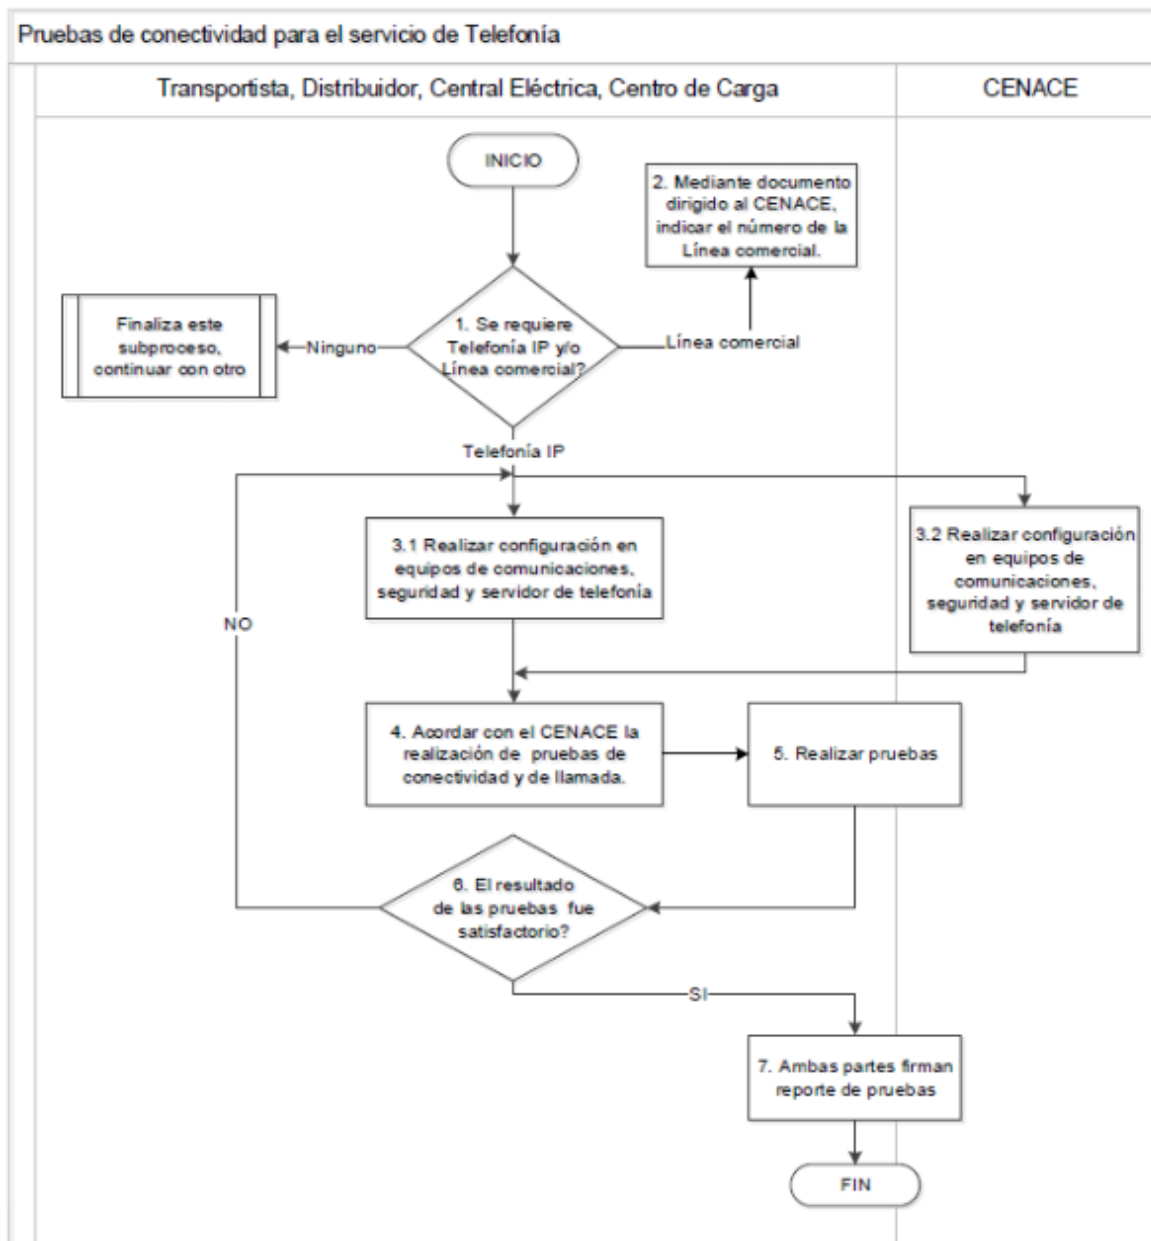 Pruebas de conectividad para el servicio de Telefonía
Transportista, Distribuidor, Central Eléctrica, Centro de Carga
CENACE
INICIO
2. Mediante documento
dirigido al CENACE,
indicar el número de la
Línea comercial.
Finaliza este
subproceso,
continuar con otro
Ninguno
1. Se requiere
Telefonía IP y/o
Línea comercial?
Línea comercial
Telefonía IP
3.1 Realizar configuración en
equipos de comunicaciones,
seguridad y servidor de telefonía
3.2 Realizar configuración
en equipos de
comunicaciones,
seguridad y servidor de
telefonía
NO
4. Acordar con el CENACE la
realización de pruebas de
conectividad y de llamada.
5. Realizar pruebas
6. El resultado
de las pruebas fue
satisfactorio?
SI
7. Ambas partes firman
reporte de pruebas
FIN